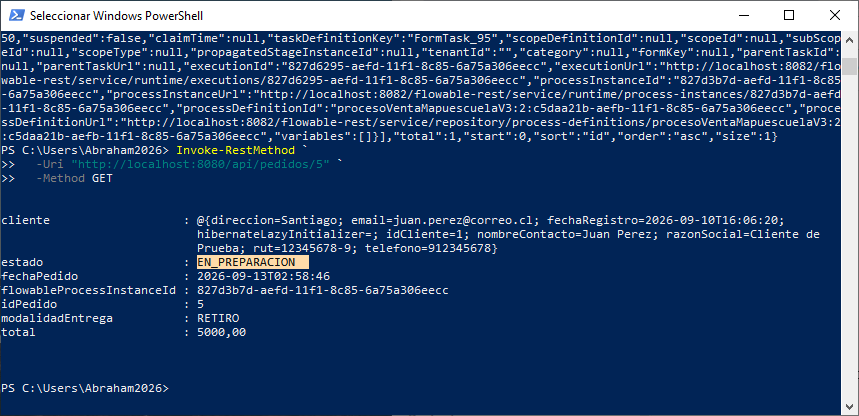 Seleccionar Windows PowerShell
50,"suspended":false,"claimTime":null,"taskDefinitionKey":"FormTask_95","scopeDefinitionId":null,"scopeId":null,"subScop
eId":null,"scopeType":null,"propagatedStageInstanceId":null,"tenantId":"","category":null,"formKey":null,"parentTaskId":
null,"parentTaskUrl":null,"executionId":"827d6295-aefd-11f1-8c85-6a75a306eecc","executionUrl":"http://localhost:8082/flo
wable-rest/service/runtime/executions/827d6295-aefd-11f1-8c85-6a75a306eecc","processInstanceId":"827d3b7d-aefd-11f1-8c85
-6a75a306eecc","processInstanceUrl":"http://localhost:8082/flowable-rest/service/runtime/process-instances/827d3b7d-aefd
-11f1-8c85-6a75a306eecc","processDefinitionId":"procesoVentaMapuescuelaV3:2:c5daa21b-aefb-11f1-8c85-6a75a306eecc","proce
ssDefinitionUrl":"http://localhost:8082/flowable-rest/service/repository/process-definitions/procesoVentaMapuescuelaV3:2
:c5daa21b-aefb-11f1-8c85-6a75a306eecc","variables":[]}],"total":1,"start":0,"sort":"id","order":"asc","size":1}
PS C:\Users\Abraham2026> Invoke-RestMethod `
>>   -Uri "http://localhost:8080/api/pedidos/5" `
>>   -Method GET
cliente                   : @{direccion=Santiago; email=juan.perez@correo.cl; fechaRegistro=2026-09-10T16:06:20;
                            hibernateLazyInitializer=; idCliente=1; nombreContacto=Juan Perez; razonSocial=Cliente de
                            Prueba; rut=12345678-9; telefono=912345678}
estado                    : EN_PREPARACION
fechaPedido               : 2026-09-13T02:58:46
flowableProcessInstanceId : 827d3b7d-aefd-11f1-8c85-6a75a306eecc
idPedido                  : 5
modalidadEntrega          : RETIRO
total                     : 5000,00
PS C:\Users\Abraham2026>